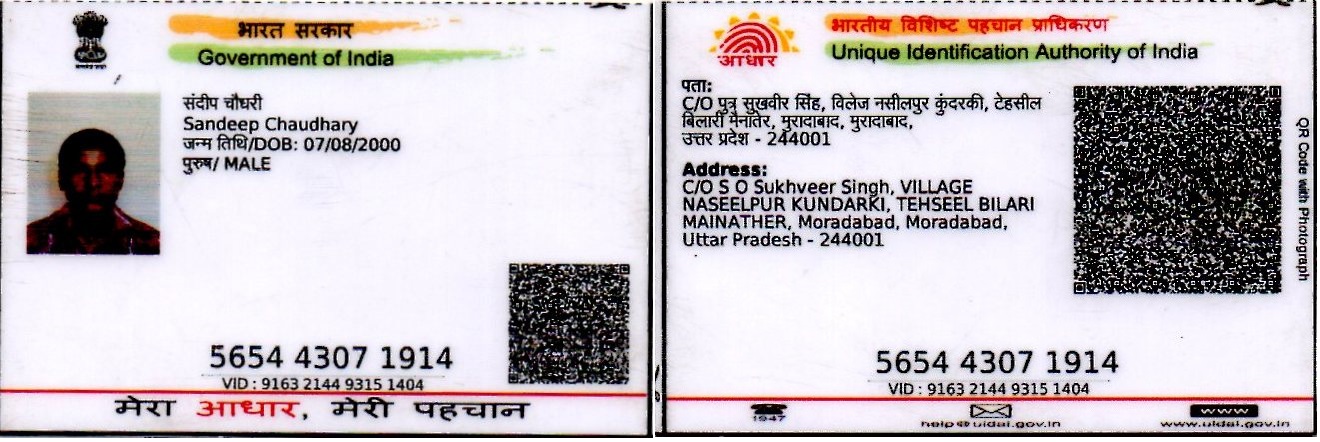 भारत सरकार
Government of India
संदीप चौधरी
Sandeep Chaudhary
जन्म तिथि/DOB: 07/08/2000
पुरुष/ MALE
5654 4307 1914
VID : 9163 2144 9315 1404
मेरा आधार, मेरी पहचान
भारतीय विशिष्ट पहचान प्राधिकरण
Unique Identification Authority of India
आधार
पता:
C/O पुत्र सुखवीर सिंह, विलेज नसीलपुर कुंदरकी, टेहसील
बिलारी मैनातेर, मुरादाबाद, मुरादाबाद,
उत्तर प्रदेश - 244001
Address:
C/O S O Sukhveer Singh, VILLAGE
NASEELPUR KUNDARKI, TEHSEEL BILARI
MAINATHER, Moradabad, Moradabad,
Uttar Pradesh - 244001
QR Code with Photograph
5654 4307 1914
VID : 9163 2144 9315 1404
1947
help@uidai.gov.in
www
www.uidai.gov.in